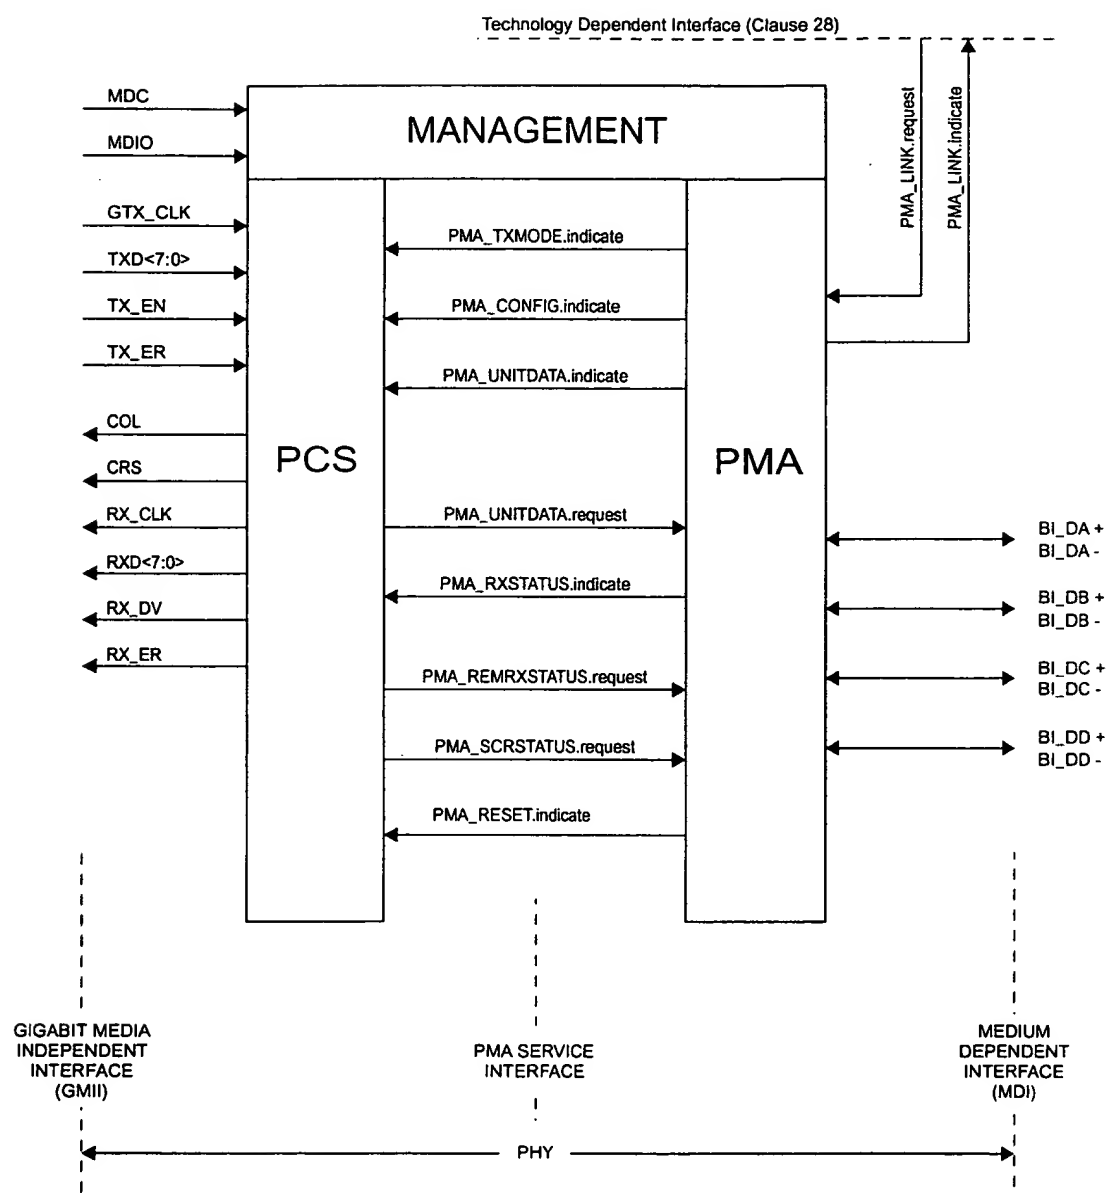 Technology Dependent Interface (Clause 28)
MDC
MDIO
MANAGEMENT
PMA_LINK.request
PMA_LINK.indicate
GTX_CLK
TXD<7:0>
TX_EN
TX_ER
COL
CRS
RX_CLK
RXD<7:0>
RX_DV
RX_ER
PCS
PMA_TXMODE.indicate
PMA_CONFIG.indicate
PMA_UNITDATA.indicate
PMA_UNITDATA.request
PMA_RXSTATUS.indicate
PMA_REMRXSTATUS.request
PMA_SCRSTATUS.request
PMA_RESET.indicate
PMA
BI_DA +
BI_DA -
BI_DB +
BI_DB -
BI_DC +
BI_DC -
BI_DD +
BI_DD -
GIGABIT MEDIA
INDEPENDENT
INTERFACE
(GMII)
PMA SERVICE
INTERFACE
MEDIUM
DEPENDENT
INTERFACE
(MDI)
PHY